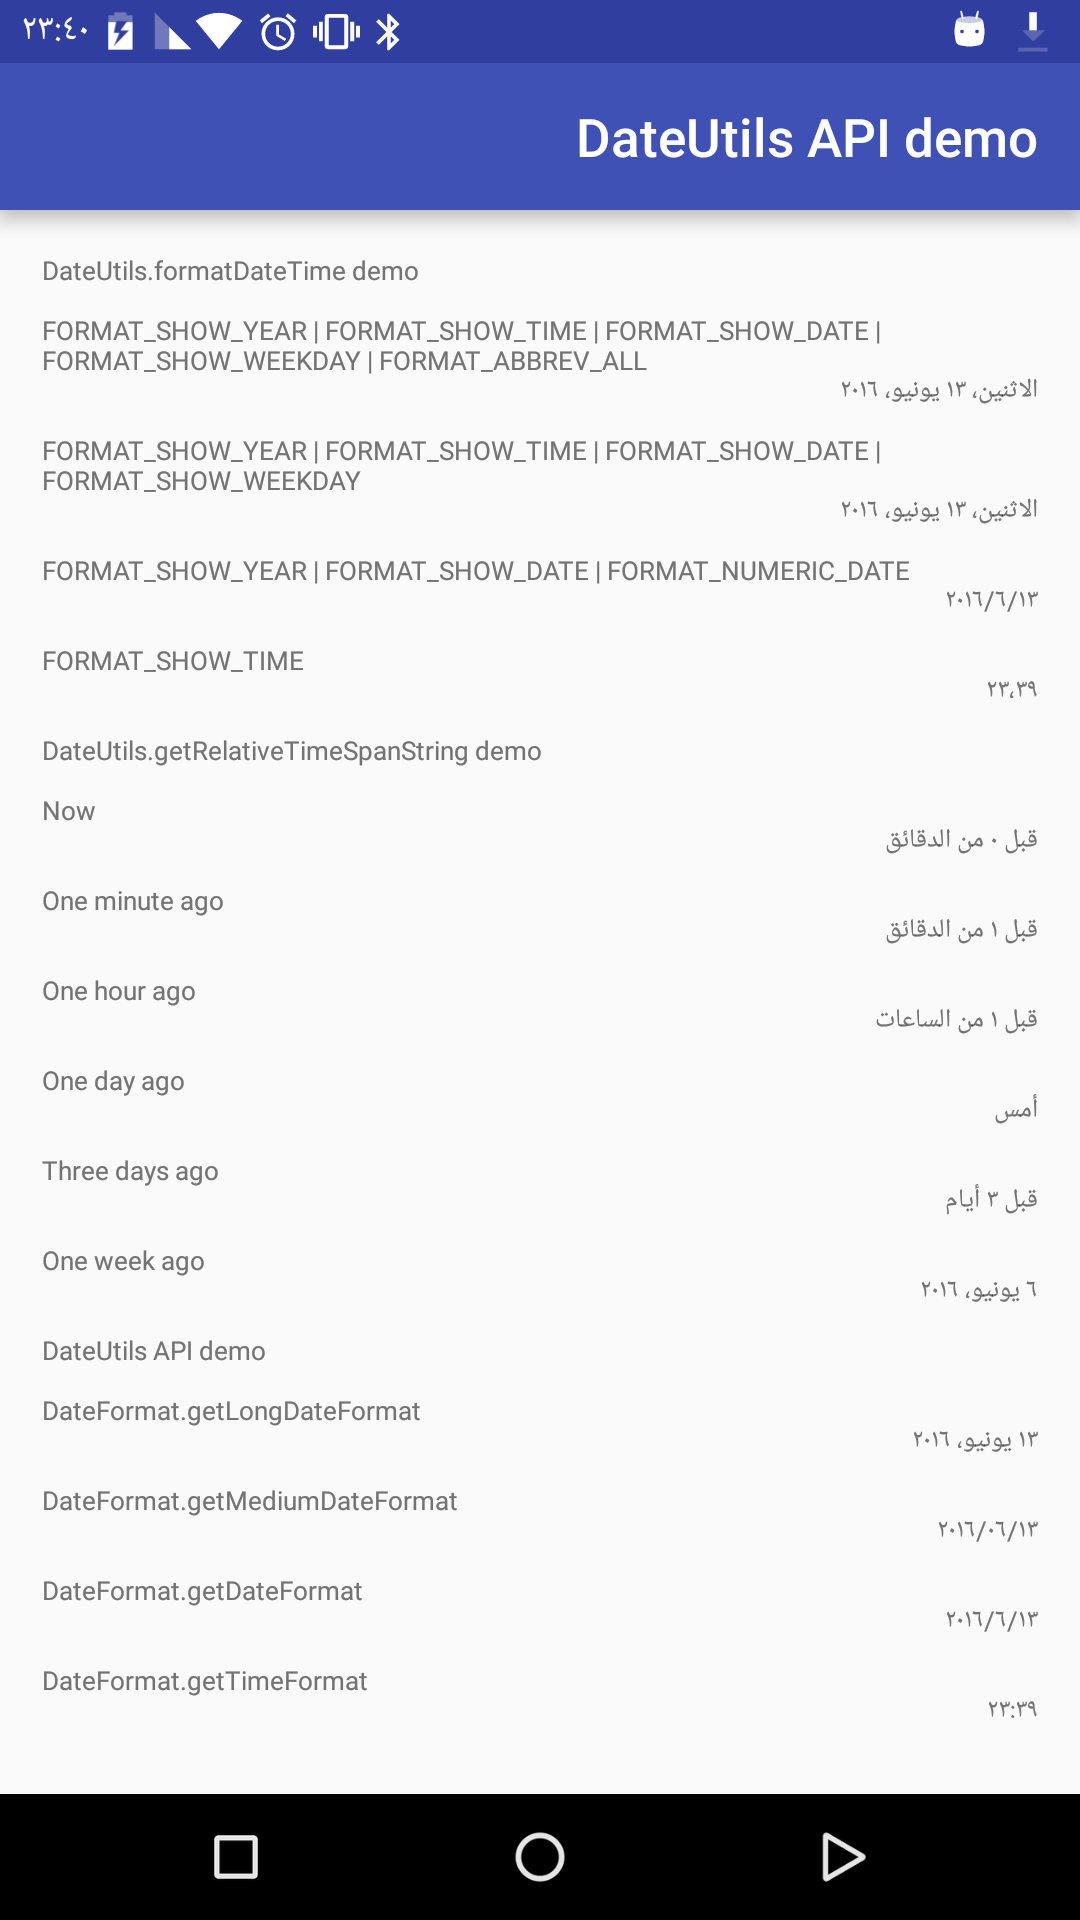 ٢٣:٤٠
DateUtils API demo
DateUtils.formatDateTime demo
FORMAT_SHOW_YEAR | FORMAT_SHOW_TIME | FORMAT_SHOW_DATE |
FORMAT_SHOW_WEEKDAY | FORMAT_ABBREV_ALL
الاثنين، ١٣ يونيو، ٢٠١٦
FORMAT_SHOW_YEAR | FORMAT_SHOW_TIME | FORMAT_SHOW_DATE |
FORMAT_SHOW_WEEKDAY
الاثنين، ١٣ يونيو، ٢٠١٦
FORMAT_SHOW_YEAR | FORMAT_SHOW_DATE | FORMAT_NUMERIC_DATE
٢٠١٦/٦/١٣
FORMAT_SHOW_TIME
٢٣،٣٩
DateUtils.getRelativeTimeSpanString demo
Now
قبل ٠ من الدقائق
One minute ago
قبل ١ من الدقائق
One hour ago
قبل ١ من الساعات
One day ago
أمس
Three days ago
قبل ٣ أيام
One week ago
٦ يونيو، ٢٠١٦
DateUtils API demo
DateFormat.getLongDateFormat
١٣ يونيو، ٢٠١٦
DateFormat.getMediumDateFormat
٢٠١٦/٠٦/١٣
DateFormat.getDateFormat
٢٠١٦/٦/١٣
DateFormat.getTimeFormat
٢٣:٣٩